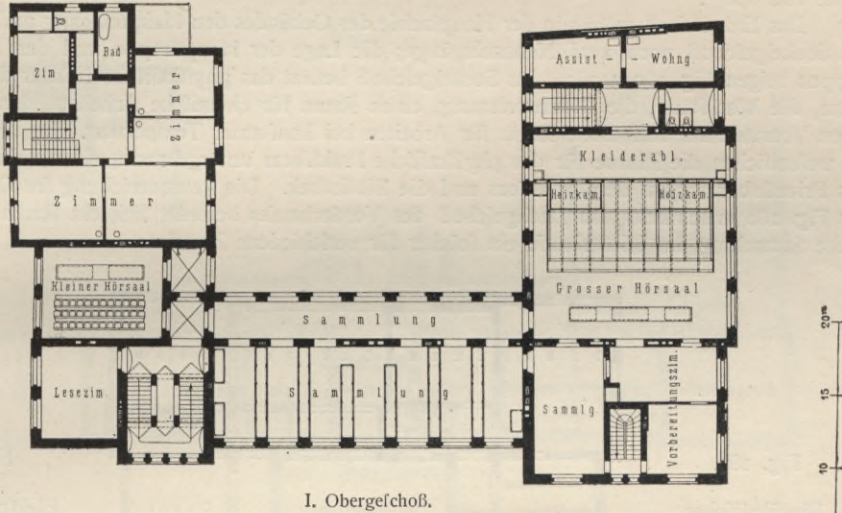 Bad
Zim
Zimmer
Assist - - Wohng
Kleiderabl.
Heizkam. Heizkam.
Zimmer
Kleiner Hörsaal
Grosser Hörsaal
Sammlung
20m
Lesezim.
Sammlung
Sammlg
Vorbereitungszim.
15
10
I. Obergeſchoß.